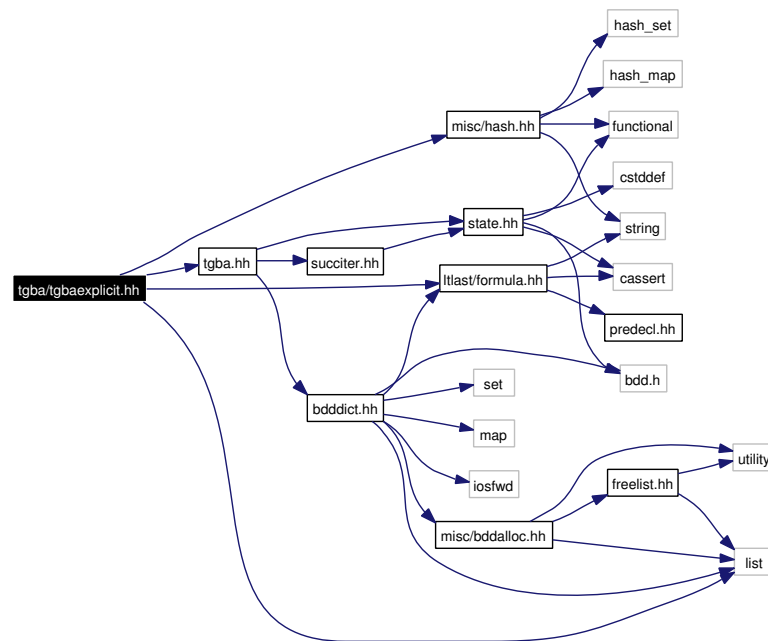 hash_set
hash_map
misc/hash.hh
functional
cstddef
state.hh
string
tgba.hh
succiter.hh
cassert
tgba/tgbaexplicit.hh
ltlast/formula.hh
predecl.hh
bdd.h
set
bdddict.hh
map
utility
iosfwd
freelist.hh
misc/bddalloc.hh
list